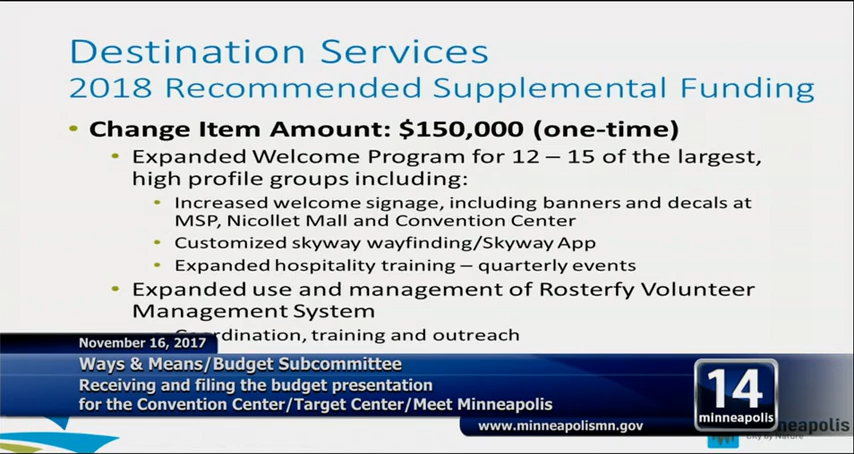 Destination Services
2018 Recommended Supplemental Funding
• Change Item Amount: $150,000 (one-time)
• Expanded Welcome Program for 12 – 15 of the largest,
high profile groups including:
• Increased welcome signage, including banners and decals at
MSP, Nicollet Mall and Convention Center
• Customized skyway wayfinding/Skyway App
• Expanded hospitality training – quarterly events
• Expanded use and management of Rosterfy Volunteer
Management System
training and outreach
November 16, 2017
Ways & Means/Budget Subcommittee
Receiving and filing the budget presentation
for the Convention Center/Target Center/Meet Minneapolis
14
minneapolis
www.minneapolismn.gov
City by Nature